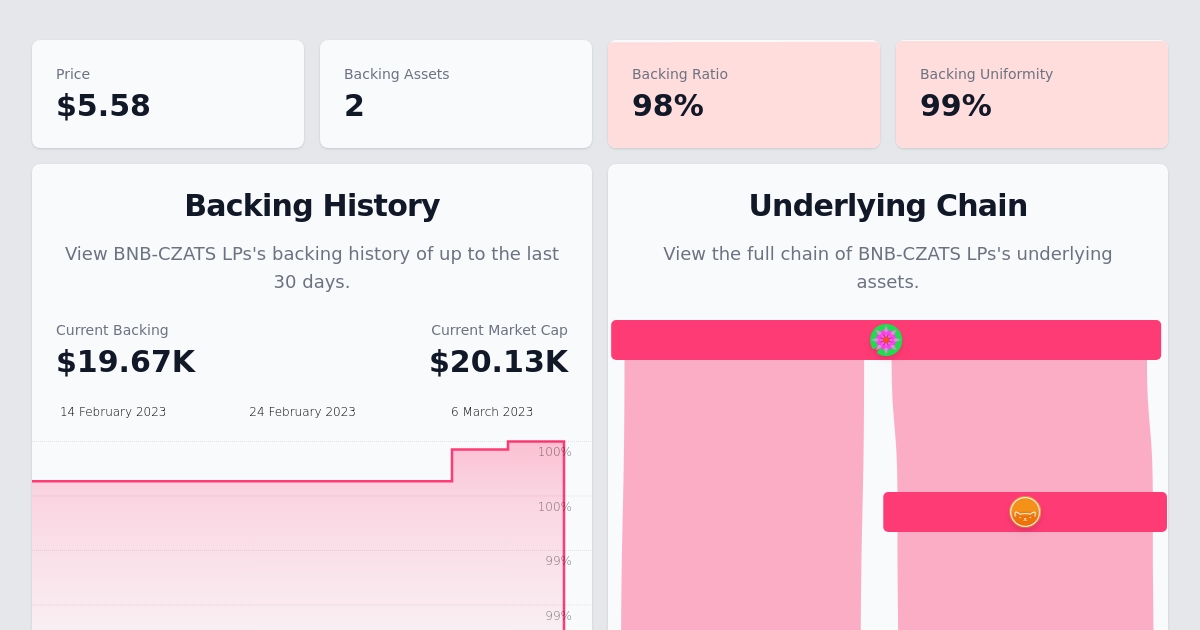 Price
$5.58
Backing Assets
2
Backing Ratio
98%
Backing Uniformity
99%
Backing History
View BNB-CZATS LPs's backing history of up to the last
30 days.
Current Backing
$19.67K
Current Market Cap
$20.13K
14 February 2023
24 February 2023
6 March 2023
100%
100%
99%
99%
Underlying Chain
View the full chain of BNB-CZATS LPs's underlying
assets.